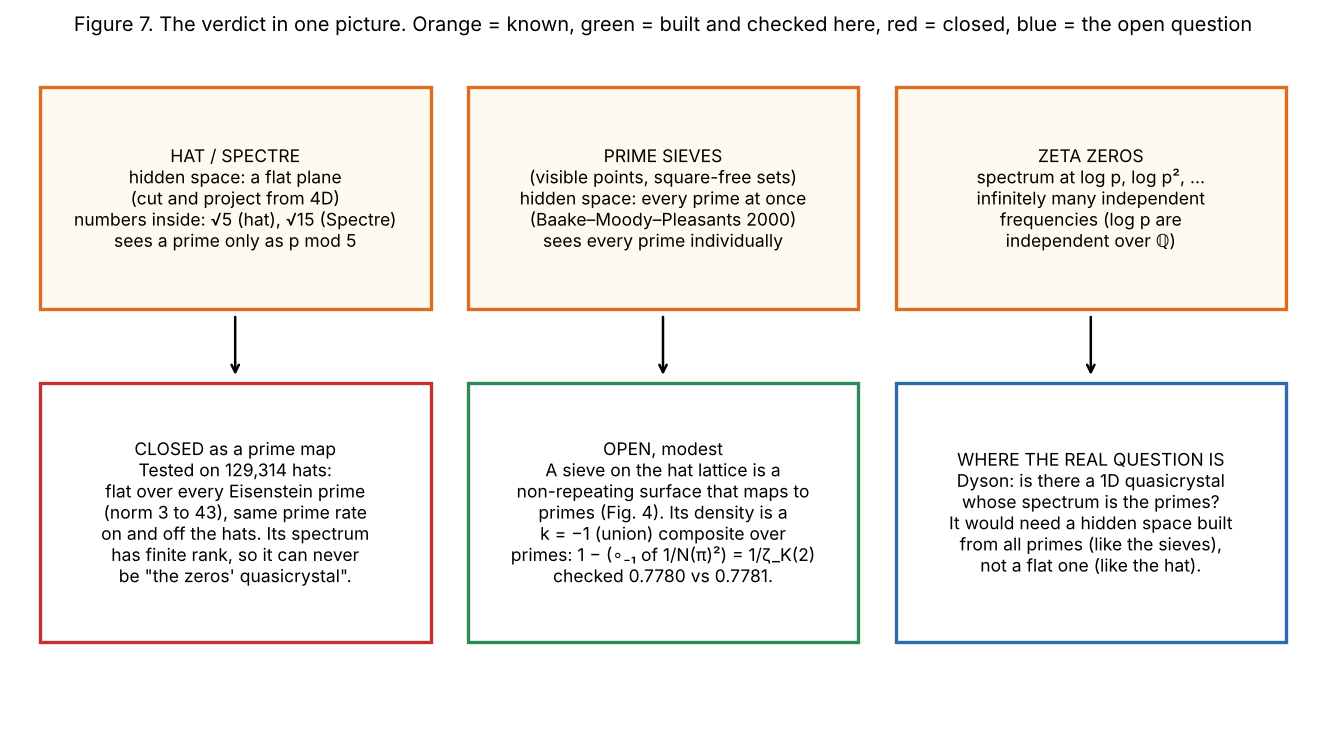 Figure 7. The verdict in one picture. Orange = known, green = built and checked here, red = closed, blue = the open question
HAT / SPECTRE
hidden space: a flat plane
(cut and project from 4D)
numbers inside: √5 (hat), √15 (Spectre)
sees a prime only as p mod 5
PRIME SIEVES
(visible points, square-free sets)
hidden space: every prime at once
(Baake–Moody–Pleasants 2000)
sees every prime individually
ZETA ZEROS
spectrum at log p, log p², ...
infinitely many independent
frequencies (log p are
independent over ℚ)
CLOSED as a prime map
Tested on 129,314 hats:
flat over every Eisenstein prime
(norm 3 to 43), same prime rate
on and off the hats. Its spectrum
has finite rank, so it can never
be "the zeros' quasicrystal".
OPEN, modest
A sieve on the hat lattice is a
non-repeating surface that maps to
primes (Fig. 4). Its density is a
k = −1 (union) composite over
primes: 1 − (∘₋₁ of 1/N(π)²) = 1/ζ_K(2)
checked 0.7780 vs 0.7781.
WHERE THE REAL QUESTION IS
Dyson: is there a 1D quasicrystal
whose spectrum is the primes?
It would need a hidden space built
from all primes (like the sieves),
not a flat one (like the hat).